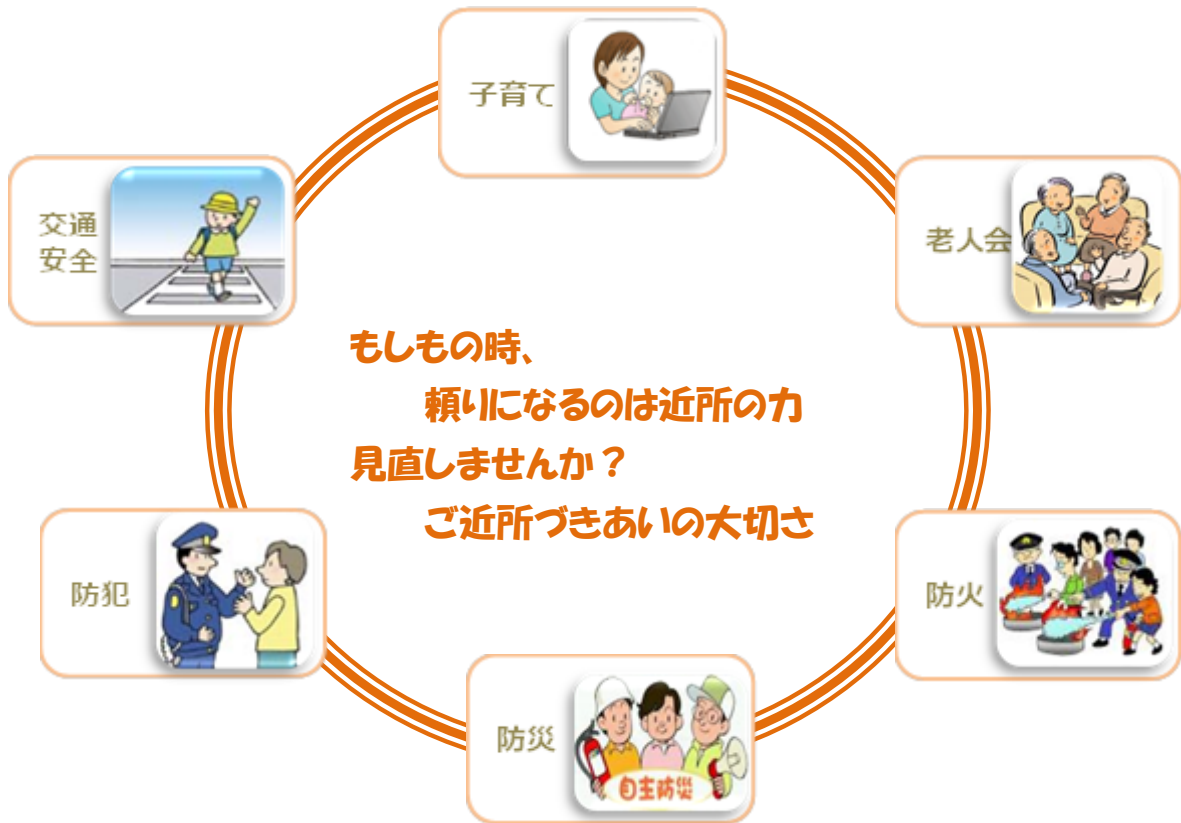 子育て
老人会
交通
安全
もしもの時、
頼りになるのは近所の力
見直しませんか？
ご近所づきあいの大切さ
防犯
防火
防災
自主防災